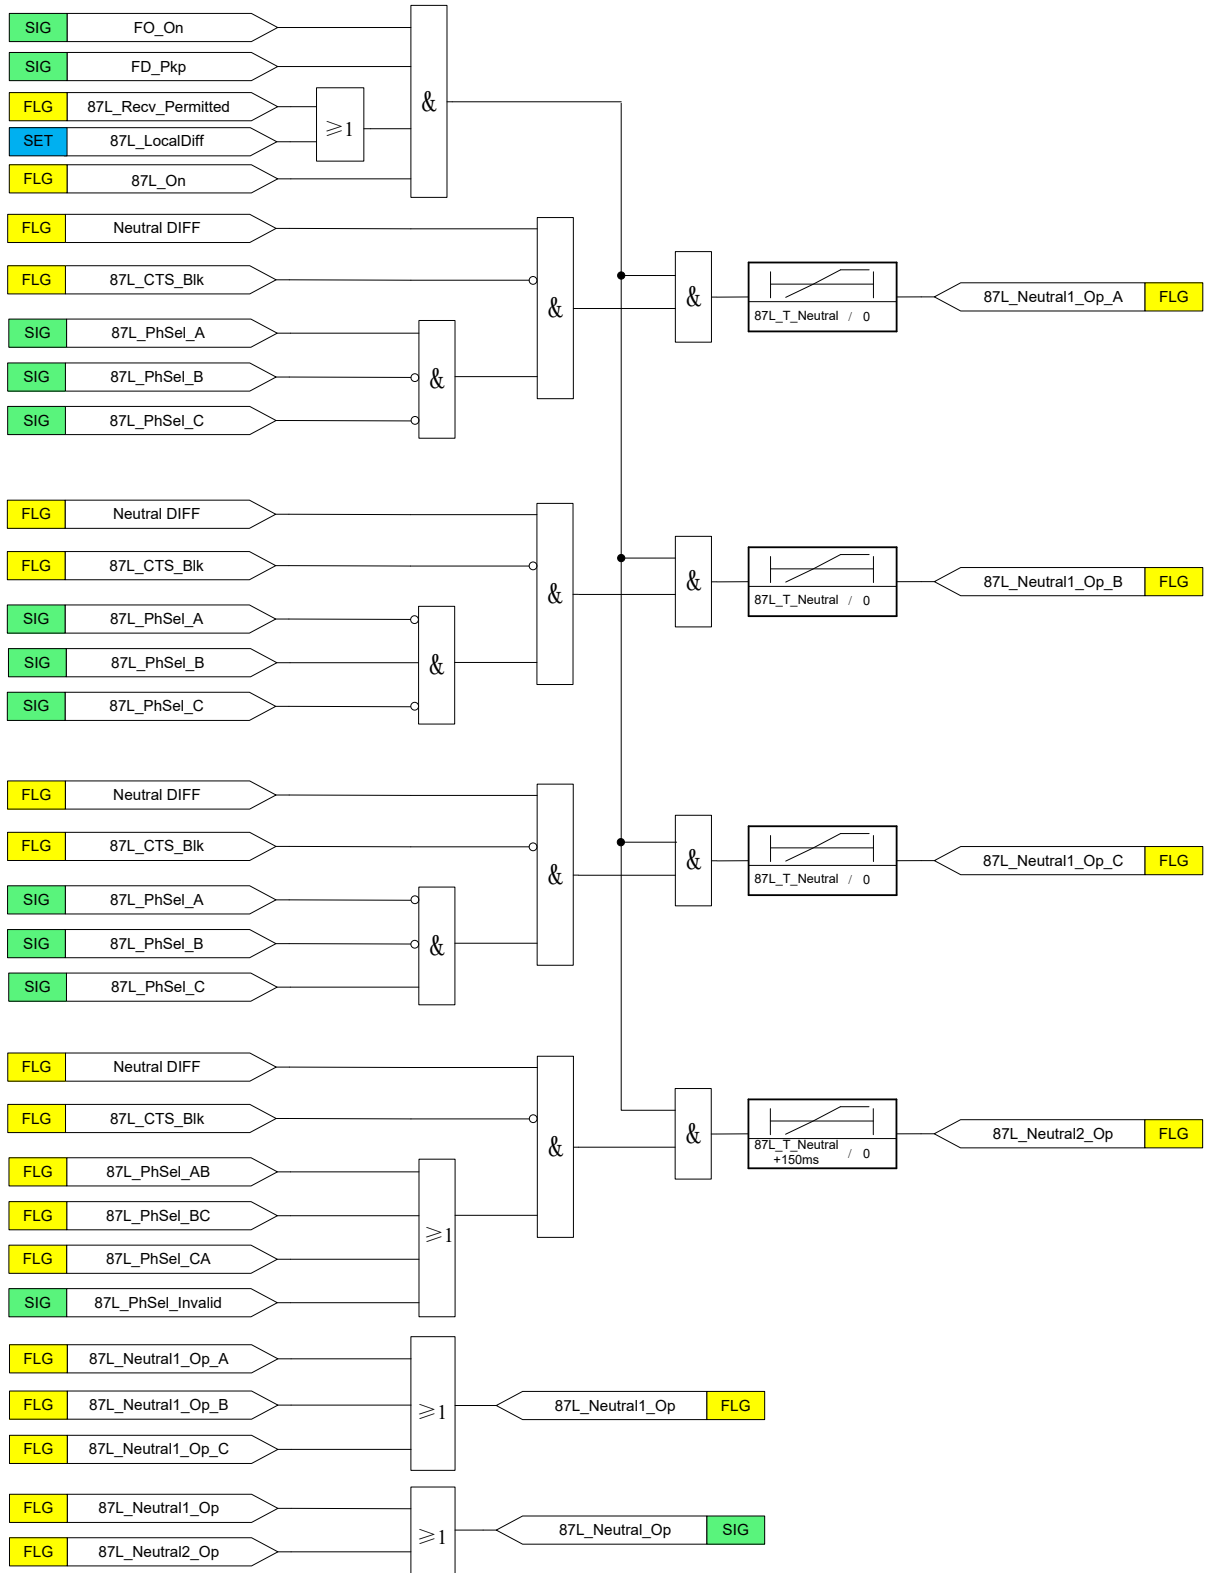 SIG FO_On
SIG FD_Pkp
FLG 87L_Recv_Permitted
SET 87L_LocalDiff
≥1
&
FLG 87L_On
FLG Neutral DIFF
FLG 87L_CTS_Blk
SIG 87L_PhSel_A
SIG 87L_PhSel_B
SIG 87L_PhSel_C
&
&
&
87L_T_Neutral / 0
87L_Neutral1_Op_A FLG
FLG Neutral DIFF
FLG 87L_CTS_Blk
SIG 87L_PhSel_A
SIG 87L_PhSel_B
SIG 87L_PhSel_C
&
&
&
87L_T_Neutral / 0
87L_Neutral1_Op_B FLG
FLG Neutral DIFF
FLG 87L_CTS_Blk
SIG 87L_PhSel_A
SIG 87L_PhSel_B
SIG 87L_PhSel_C
&
&
&
87L_T_Neutral / 0
87L_Neutral1_Op_C FLG
FLG Neutral DIFF
FLG 87L_CTS_Blk
FLG 87L_PhSel_AB
FLG 87L_PhSel_BC
FLG 87L_PhSel_CA
SIG 87L_PhSel_Invalid
≥1
&
&
87L_T_Neutral / 0
+150ms
87L_Neutral2_Op FLG
FLG 87L_Neutral1_Op_A
FLG 87L_Neutral1_Op_B
FLG 87L_Neutral1_Op_C
≥1
87L_Neutral1_Op FLG
FLG 87L_Neutral1_Op
FLG 87L_Neutral2_Op
≥1
87L_Neutral_Op SIG